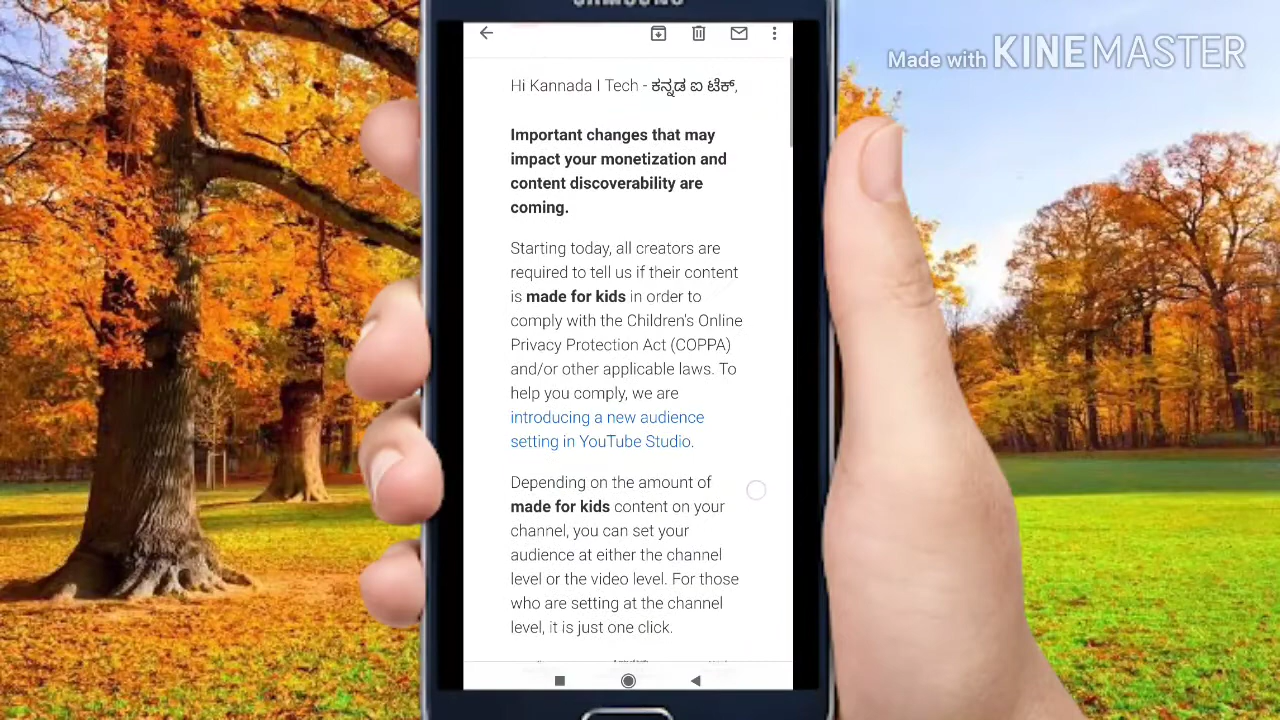 SAMSUNG
Made with KINEMASTER
Hi Kannada I Tech - ಕನ್ನಡ ಐ ಟೆಕ್,
Important changes that may
impact your monetization and
content discoverability are
coming.
Starting today, all creators are
required to tell us if their content
is made for kids in order to
comply with the Children's Online
Privacy Protection Act (COPPA)
and/or other applicable laws. To
help you comply, we are
introducing a new audience
setting in YouTube Studio.
Depending on the amount of
made for kids content on your
channel, you can set your
audience at either the channel
level or the video level. For those
who are setting at the channel
level, it is just one click.